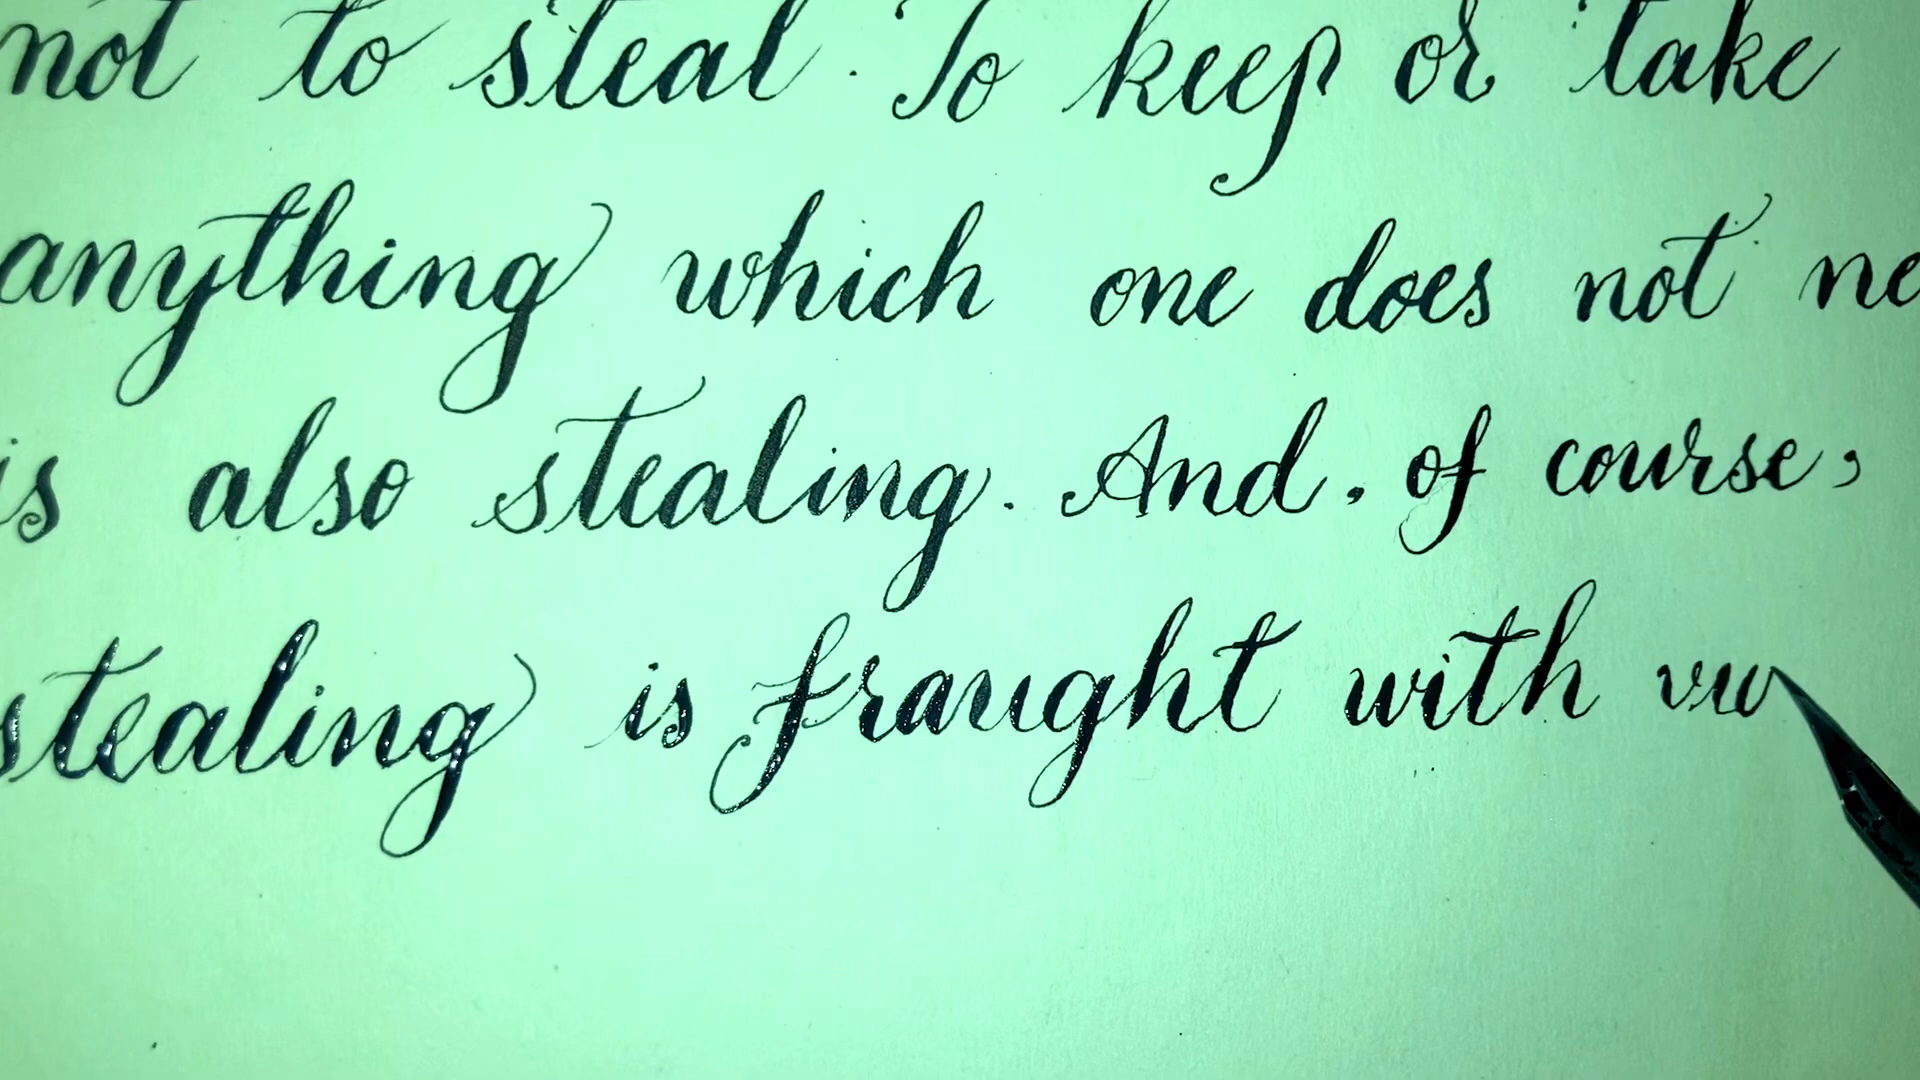 not to steal. To keep or take
anything which one does not ne
is also stealing. And, of course,
stealing is fraught with